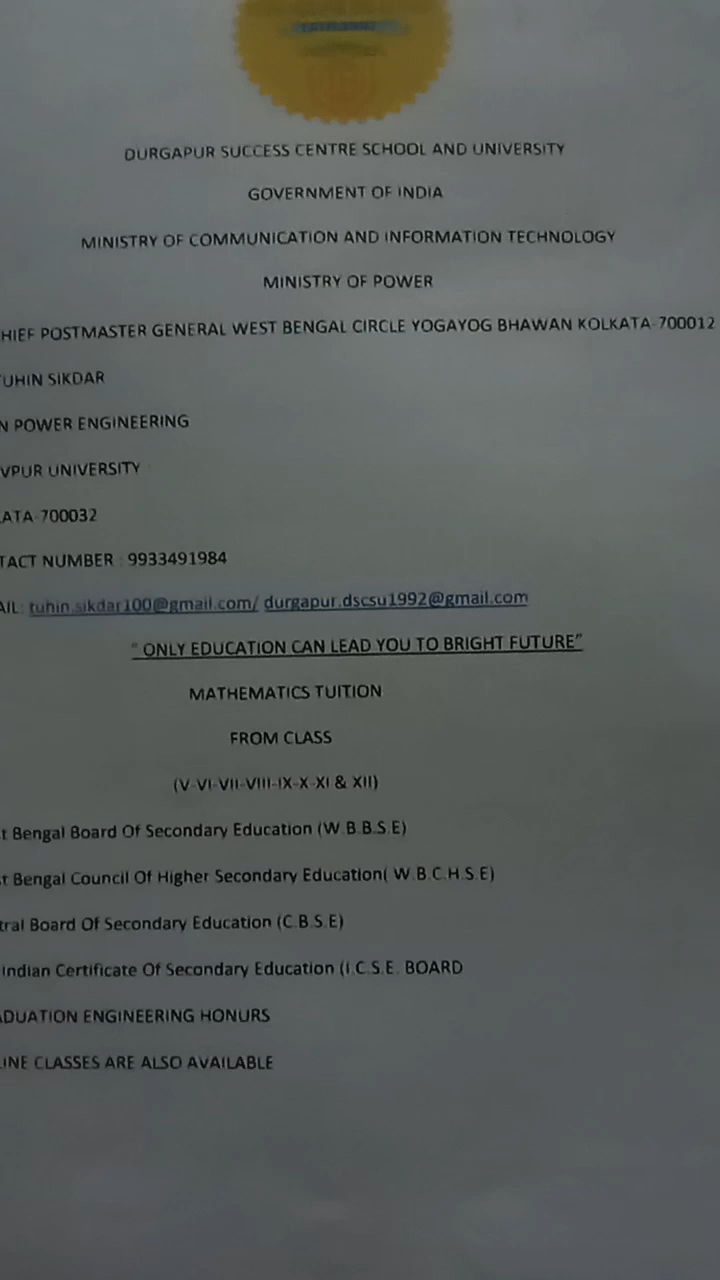 DURGAPUR SUCCESS CENTRE SCHOOL AND UNIVERSITY
GOVERNMENT OF INDIA
MINISTRY OF COMMUNICATION AND INFORMATION TECHNOLOGY
MINISTRY OF POWER
HIEF POSTMASTER GENERAL WEST BENGAL CIRCLE YOGAYOG BHAWAN KOLKATA-700012
TUHIN SIKDAR
N POWER ENGINEERING
VPUR UNIVERSITY
ATA-700032
TACT NUMBER : 9933491984
AIL: tuhin.sikdar100@gmail.com/ durgapur.dscsu1992@gmail.com
" ONLY EDUCATION CAN LEAD YOU TO BRIGHT FUTURE"
MATHEMATICS TUITION
FROM CLASS
(V-VI-VII-VIII-IX-X-XI & XII)
t Bengal Board Of Secondary Education (W.B.B.S.E)
t Bengal Council Of Higher Secondary Education( W.B.C.H.S.E)
tral Board Of Secondary Education (C.B.S.E)
Indian Certificate Of Secondary Education (I.C.S.E. BOARD
ADUATION ENGINEERING HONURS
LINE CLASSES ARE ALSO AVAILABLE